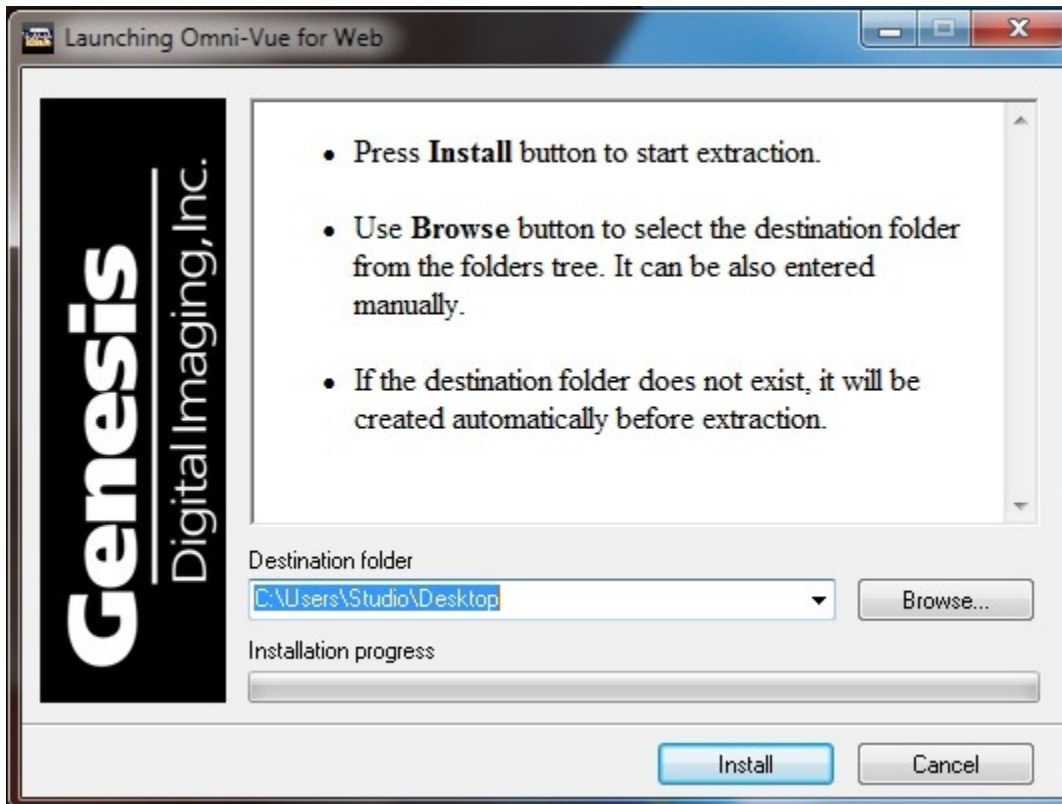 Launching Omni-Vue for Web
Genesis
Digital Imaging, Inc.
• Press Install button to start extraction.
• Use Browse button to select the destination folder
from the folders tree. It can be also entered
manually.
• If the destination folder does not exist, it will be
created automatically before extraction.
Destination folder
C:\Users\Studio\Desktop
Browse...
Installation progress
Install
Cancel